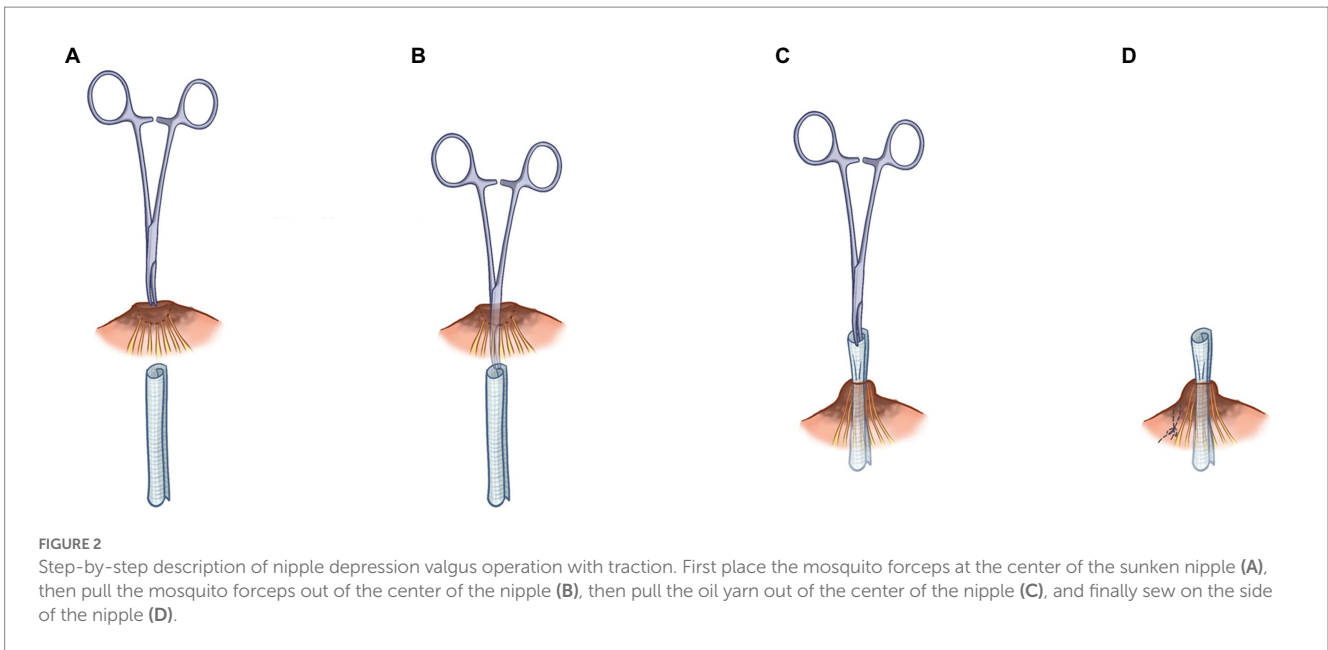 A B C D
FIGURE 2
Step-by-step description of nipple depression valgus operation with traction. First place the mosquito forceps at the center of the sunken nipple (A),
then pull the mosquito forceps out of the center of the nipple (B), then pull the oil yarn out of the center of the nipple (C), and finally sew on the side
of the nipple (D).